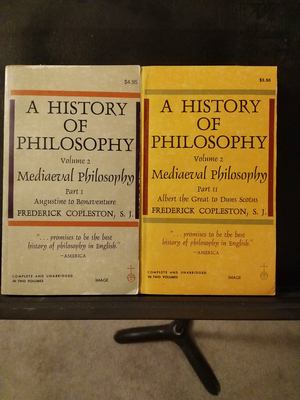 $4.95
A HISTORY
OF
PHILOSOPHY
Volume 2
Mediaeval Philosophy
Part I
Augustine to Bonaventure
FREDERICK COPLESTON, S. J.
". . . promises to be the best
history of philosophy in English."
—AMERICA
COMPLETE AND UNABRIDGED
IN TWO VOLUMES
IMAGE
A HISTORY
OF
PHILOSOPHY
Volume 2
Mediaeval Philosophy
Part II
Albert the Great to Duns Scotus
FREDERICK COPLESTON, S. J.
". . . promises to be the best
history of philosophy in English."
—AMERICA
COMPLETE AND UNABRIDGED
IN TWO VOLUMES
IMAGE